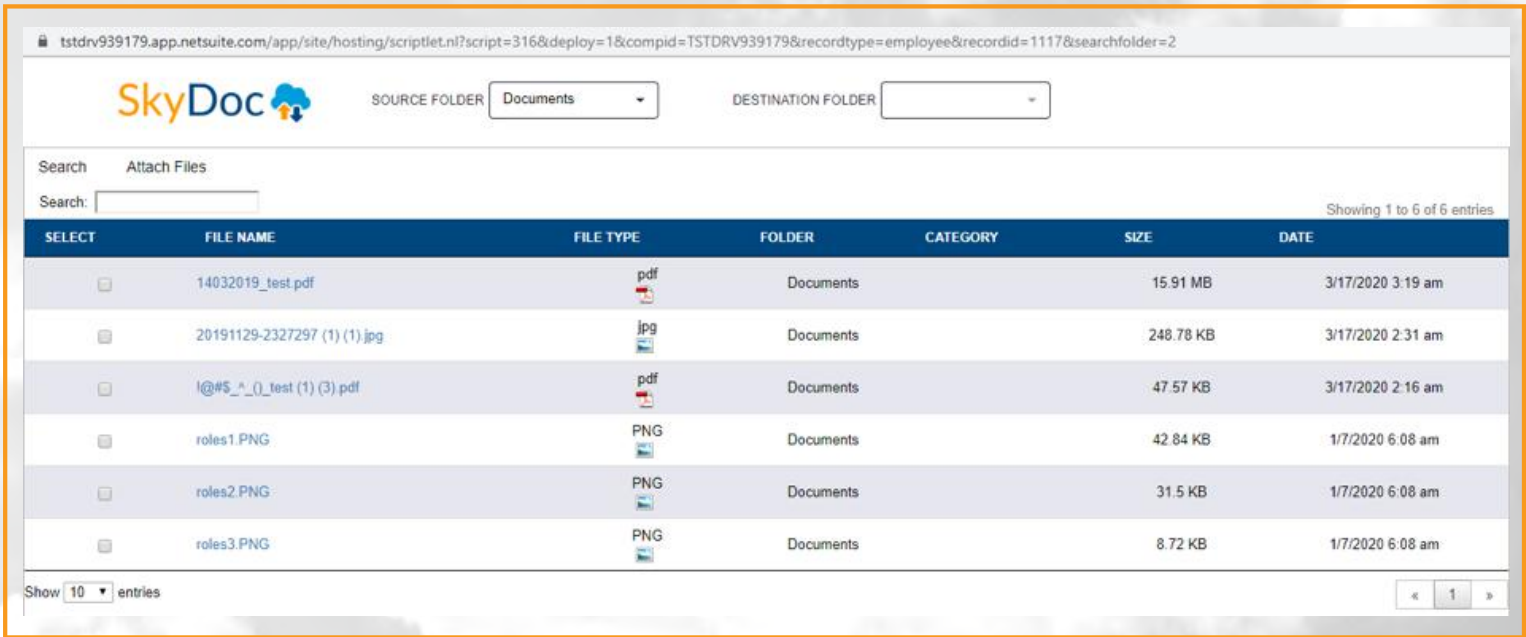 tstdrv939179.app.netsuite.com/app/site/hosting/scriptlet.nl?script=316&deploy=1&compid=TSTDRV939179&recordtype=employee&recordid=1117&searchfolder=2
SkyDoc SOURCE FOLDER Documents DESTINATION FOLDER
Search Attach Files
Search:
Showing 1 to 6 of 6 entries
SELECT FILE NAME FILE TYPE FOLDER CATEGORY SIZE DATE
14032019_test.pdf pdf Documents 15.91 MB 3/17/2020 3:19 am
20191129-2327297 (1) (1).jpg jpg Documents 248.78 KB 3/17/2020 2:31 am
!@#$_^_()_test (1) (3).pdf pdf Documents 47.57 KB 3/17/2020 2:16 am
roles1.PNG PNG Documents 42.84 KB 1/7/2020 6:08 am
roles2.PNG PNG Documents 31.5 KB 1/7/2020 6:08 am
roles3.PNG PNG Documents 8.72 KB 1/7/2020 6:08 am
Show 10 entries « 1 »